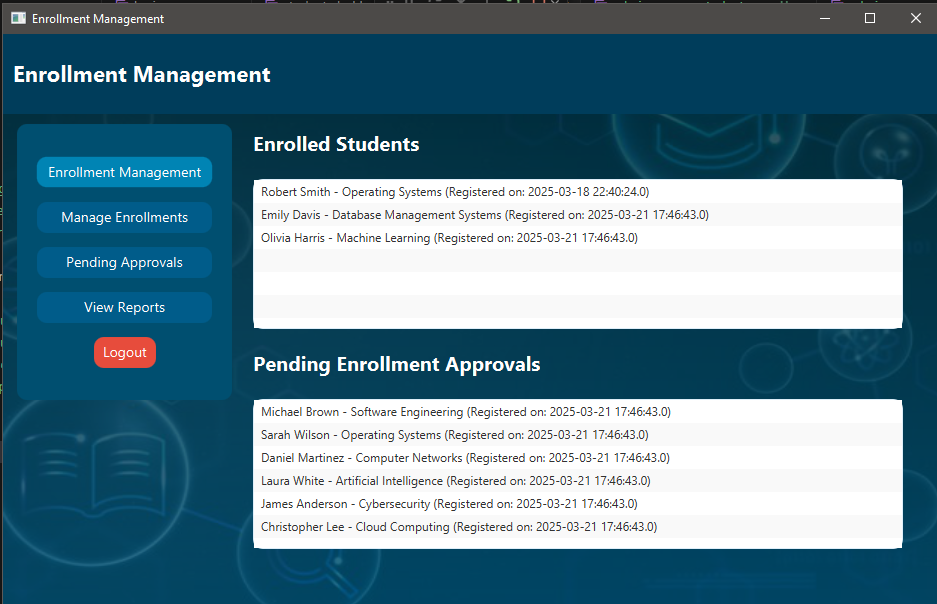 Enrollment Management
Enrollment Management
Enrollment Management
Manage Enrollments
Pending Approvals
View Reports
Logout
Enrolled Students
Robert Smith - Operating Systems (Registered on: 2025-03-18 22:40:24.0)
Emily Davis - Database Management Systems (Registered on: 2025-03-21 17:46:43.0)
Olivia Harris - Machine Learning (Registered on: 2025-03-21 17:46:43.0)
Pending Enrollment Approvals
Michael Brown - Software Engineering (Registered on: 2025-03-21 17:46:43.0)
Sarah Wilson - Operating Systems (Registered on: 2025-03-21 17:46:43.0)
Daniel Martinez - Computer Networks (Registered on: 2025-03-21 17:46:43.0)
Laura White - Artificial Intelligence (Registered on: 2025-03-21 17:46:43.0)
James Anderson - Cybersecurity (Registered on: 2025-03-21 17:46:43.0)
Christopher Lee - Cloud Computing (Registered on: 2025-03-21 17:46:43.0)